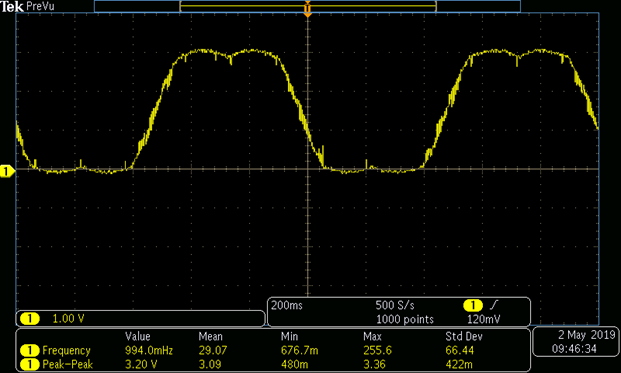 Tek PreVu
T
1
1 1.00 V
200ms 500 S/s 1
1000 points 120mV
Value Mean Min Max Std Dev
1 Frequency 994.0mHz 29.07 676.7m 255.6 66.44
1 Peak-Peak 3.20 V 3.09 480m 3.36 422m
2 May 2019
09:46:34